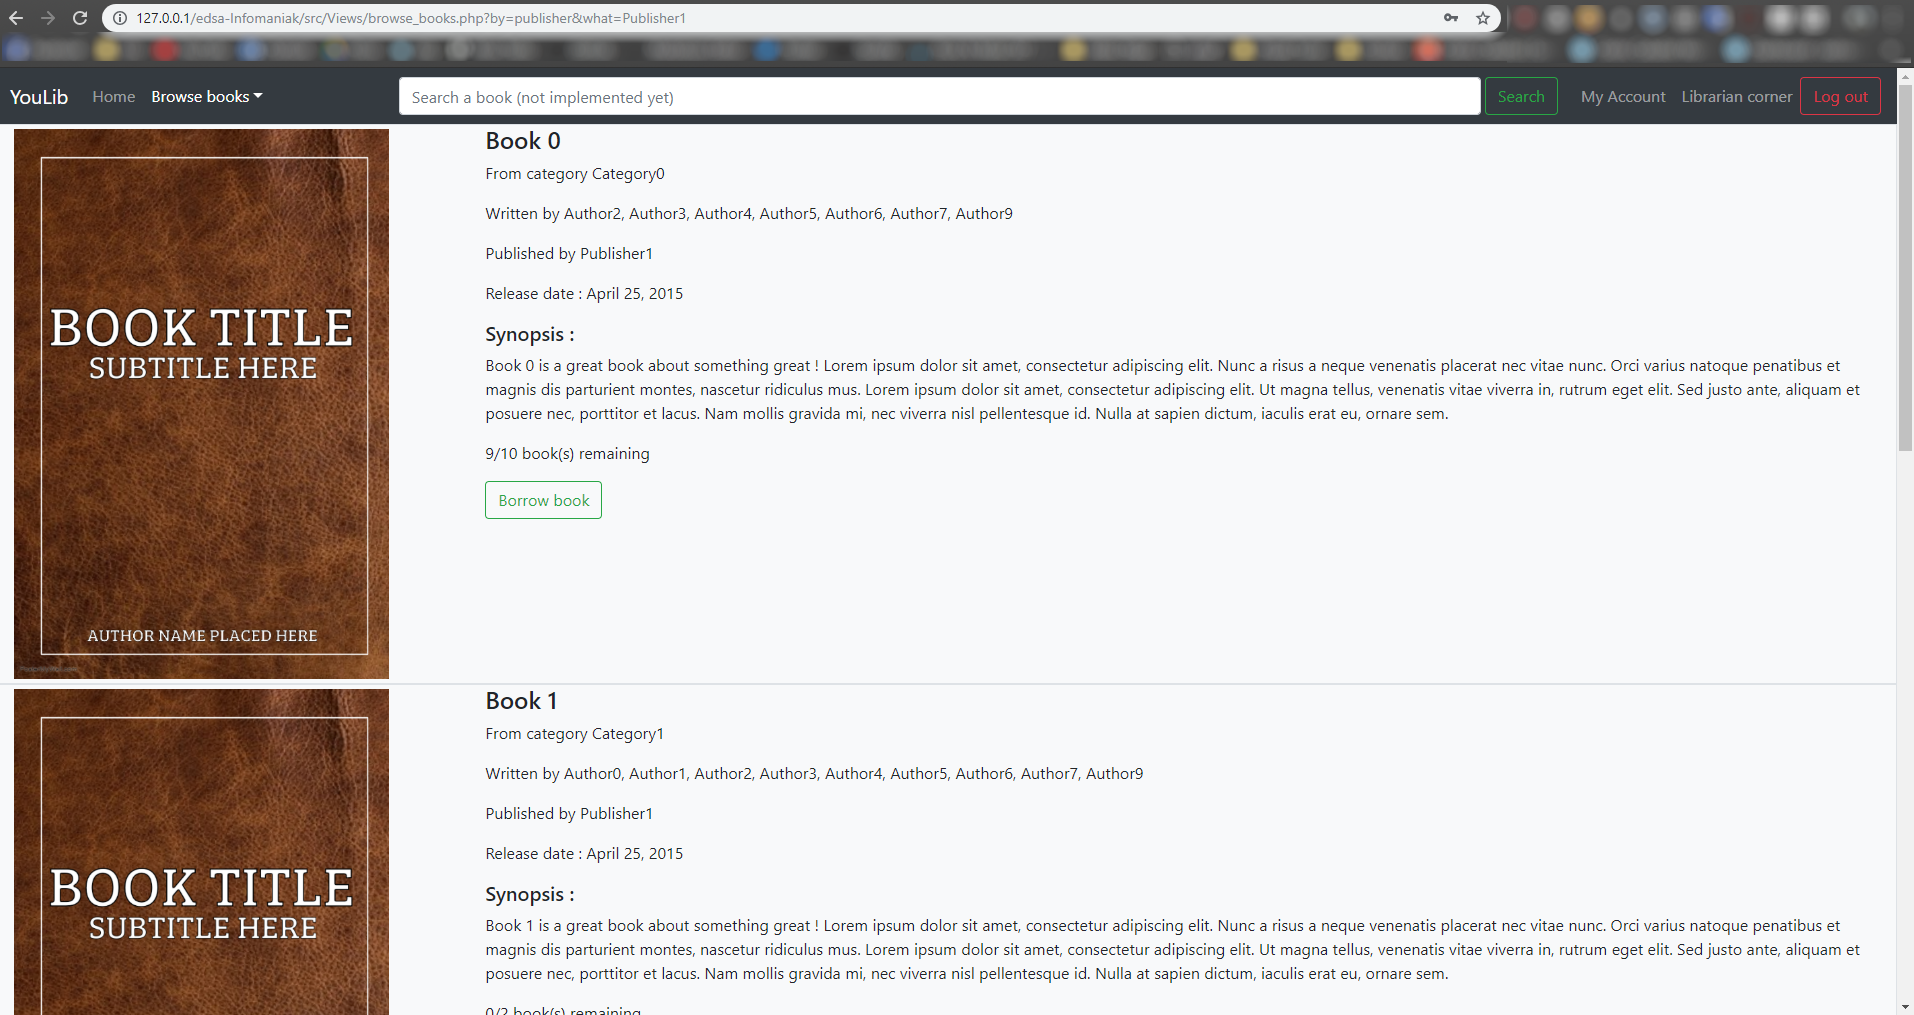 127.0.0.1/edsa-Infomaniak/src/Views/browse_books.php?by=publisher&what=Publisher1
YouLib Home Browse books Search a book (not implemented yet) Search My Account Librarian corner Log out
BOOK TITLE
SUBTITLE HERE
AUTHOR NAME PLACED HERE
Book 0
From category Category0
Written by Author2, Author3, Author4, Author5, Author6, Author7, Author9
Published by Publisher1
Release date : April 25, 2015
Synopsis :
Book 0 is a great book about something great ! Lorem ipsum dolor sit amet, consectetur adipiscing elit. Nunc a risus a neque venenatis placerat nec vitae nunc. Orci varius natoque penatibus et
magnis dis parturient montes, nascetur ridiculus mus. Lorem ipsum dolor sit amet, consectetur adipiscing elit. Ut magna tellus, venenatis vitae viverra in, rutrum eget elit. Sed justo ante, aliquam et
posuere nec, porttitor et lacus. Nam mollis gravida mi, nec viverra nisl pellentesque id. Nulla at sapien dictum, iaculis erat eu, ornare sem.
9/10 book(s) remaining
Borrow book
BOOK TITLE
SUBTITLE HERE
Book 1
From category Category1
Written by Author0, Author1, Author2, Author3, Author4, Author5, Author6, Author7, Author9
Published by Publisher1
Release date : April 25, 2015
Synopsis :
Book 1 is a great book about something great ! Lorem ipsum dolor sit amet, consectetur adipiscing elit. Nunc a risus a neque venenatis placerat nec vitae nunc. Orci varius natoque penatibus et
magnis dis parturient montes, nascetur ridiculus mus. Lorem ipsum dolor sit amet, consectetur adipiscing elit. Ut magna tellus, venenatis vitae viverra in, rutrum eget elit. Sed justo ante, aliquam et
posuere nec, porttitor et lacus. Nam mollis gravida mi, nec viverra nisl pellentesque id. Nulla at sapien dictum, iaculis erat eu, ornare sem.
0/2 book(s) remaining